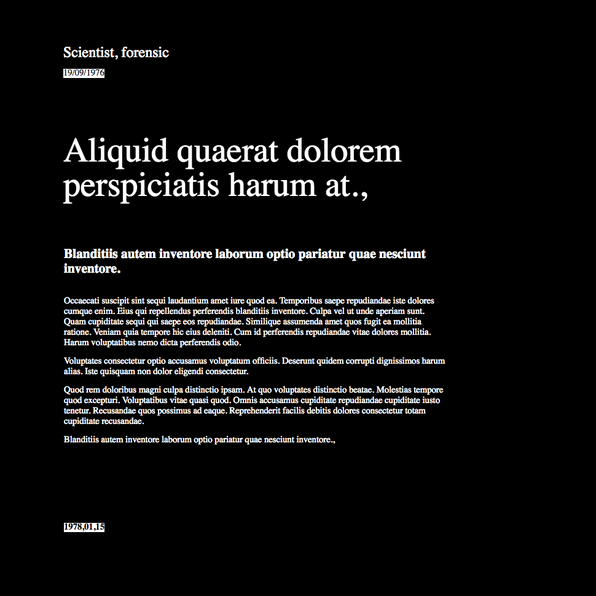 Scientist, forensic
19/09/1976
Aliquid quaerat dolorem
perspiciatis harum at.,
Blanditiis autem inventore laborum optio pariatur quae nesciunt
inventore.
Occaecati suscipit sint sequi laudantium amet iure quod ea. Temporibus saepe repudiandae iste dolores
cumque enim. Eius qui repellendus perferendis blanditiis inventore. Culpa vel ut unde aperiam sunt.
Quam cupiditate sequi qui saepe eos repudiandae. Similique assumenda amet quos fugit ea mollitia
ratione. Veniam quia tempore hic eius deleniti. Cum id perferendis repudiandae vitae dolores mollitia.
Harum voluptatibus nemo dicta perferendis odio.
Voluptates consectetur optio accusamus voluptatum officiis. Deserunt quidem corrupti dignissimos harum
alias. Iste quisquam non dolor eligendi consectetur.
Quod rem doloribus magni culpa distinctio ipsam. At quo voluptates distinctio beatae. Molestias tempore
quod excepturi. Voluptatibus vitae quasi quod. Omnis accusamus cupiditate repudiandae cupiditate iusto
tenetur. Recusandae quos possimus ad eaque. Reprehenderit facilis debitis dolores consectetur totam
cupiditate recusandae.
Blanditiis autem inventore laborum optio pariatur quae nesciunt inventore.,
1978,01,15